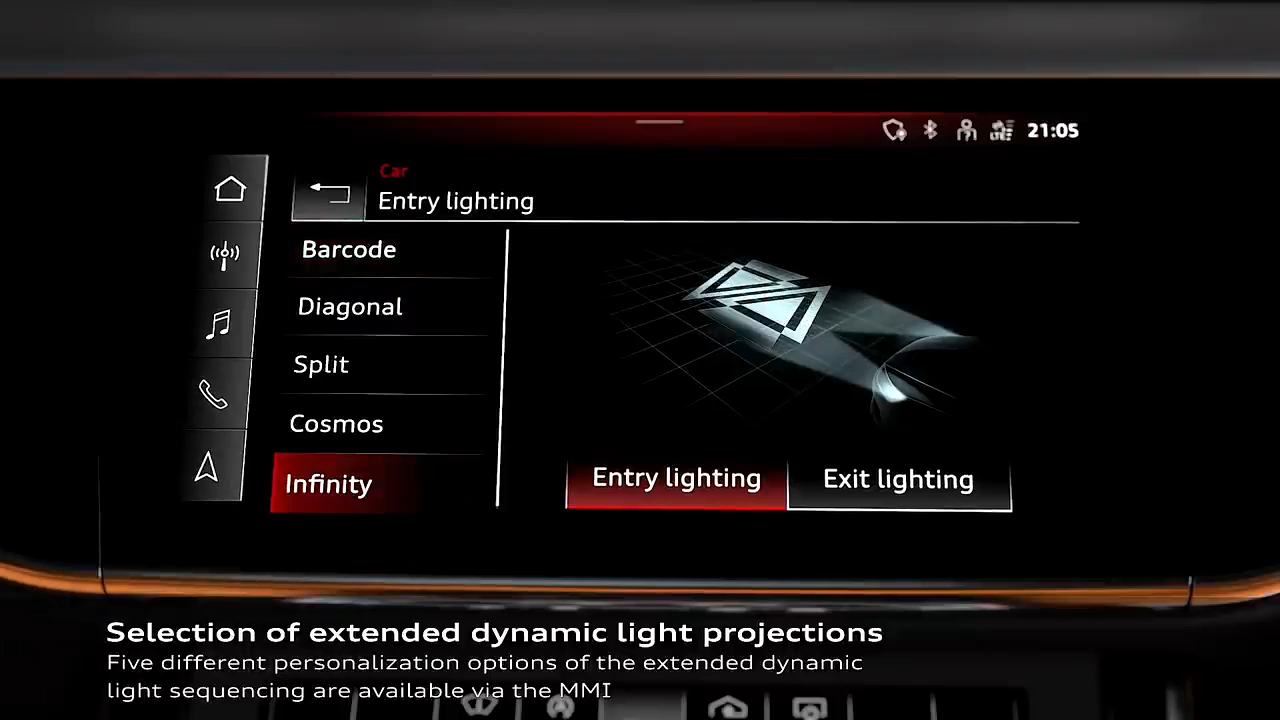 21:05
Car
Entry lighting
Barcode
Diagonal
Split
Cosmos
Infinity
Entry lighting
Exit lighting
Selection of extended dynamic light projections
Five different personalization options of the extended dynamic
light sequencing are available via the MMI